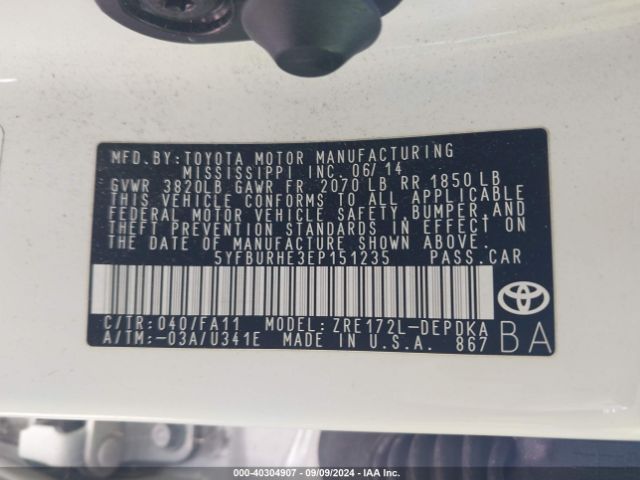 MFD. BY: TOYOTA MOTOR MANUFACTURING
MISSISSIPPI INC. 06/14
GVWR 3820LB GAWR FR 2070 LB RR 1850 LB
THIS VEHICLE CONFORMS TO ALL APPLICABLE
FEDERAL MOTOR VEHICLE SAFETY, BUMPER, AND
THEFT PREVENTION STANDARDS IN EFFECT ON
THE DATE OF MANUFACTURE SHOWN ABOVE.
5YFBURHE3EP151235 PASS. CAR
C/TR: 040/FA11 MODEL: ZRE172L-DEPDKA
A/TM: -03A/U341E MADE IN U.S.A. 867
BA
000-40304907 - 09/09/2024 - IAA Inc.